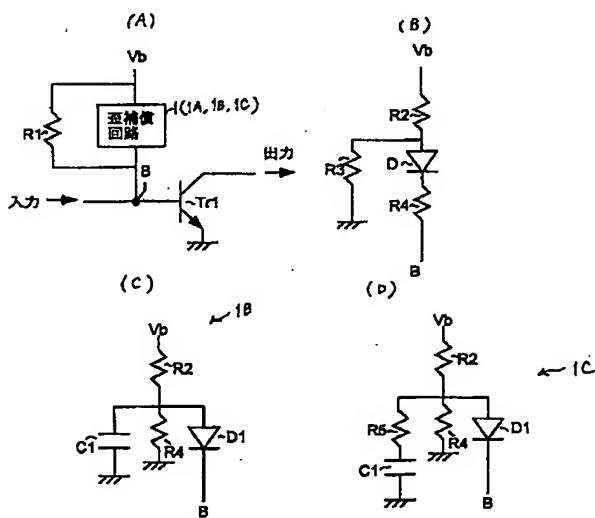 (A)
Vb
R1
歪補償
回路
1(1A, 1B, 1C)
B
入力
出力
Tr1
(B)
Vb
R2
R3
D
R4
B
(C)
1B
Vb
R2
C1
R4
D1
B
(D)
1C
Vb
R2
R5
R4
C1
D1
B